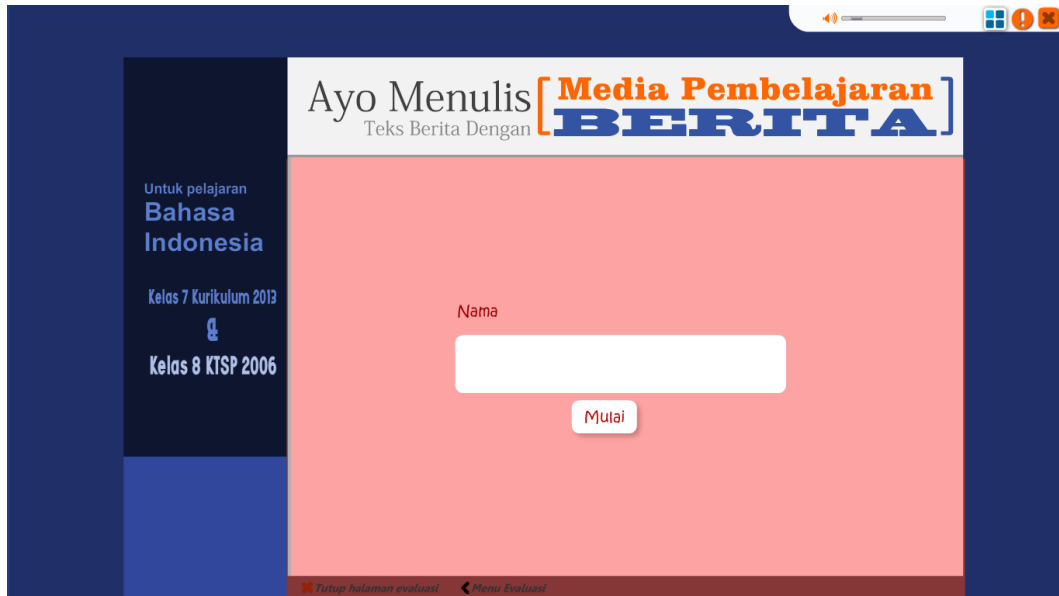 Ayo Menulis
Teks Berita Dengan
Media Pembelajaran
BERITA
Untuk pelajaran
Bahasa
Indonesia
Kelas 7 Kurikulum 2013
&
Kelas 8 KTSP 2006
Nama
Mulai
Tutup halaman evaluasi
Menu Evaluasi